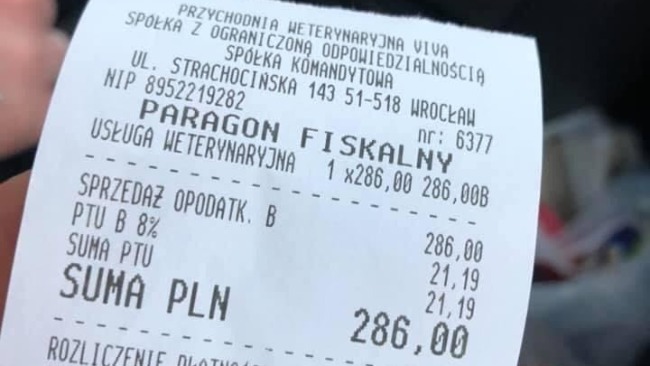 PRZYCHODNIA WETERYNARYJNA VIVA
SPÓŁKA Z OGRANICZONĄ ODPOWIEDZIALNOŚCIĄ
SPÓŁKA KOMANDYTOWA
UL. STRACHOCIŃSKA 143 51-518 WROCŁAW
NIP 8952219282 nr: 6377
PARAGON FISKALNY
USŁUGA WETERYNARYJNA 1 x286,00 286,00B
SPRZEDAŻ OPODATK. B 286,00
PTU B 8% 21,19
SUMA PTU 21,19
SUMA PLN 286,00
ROZLICZENIE